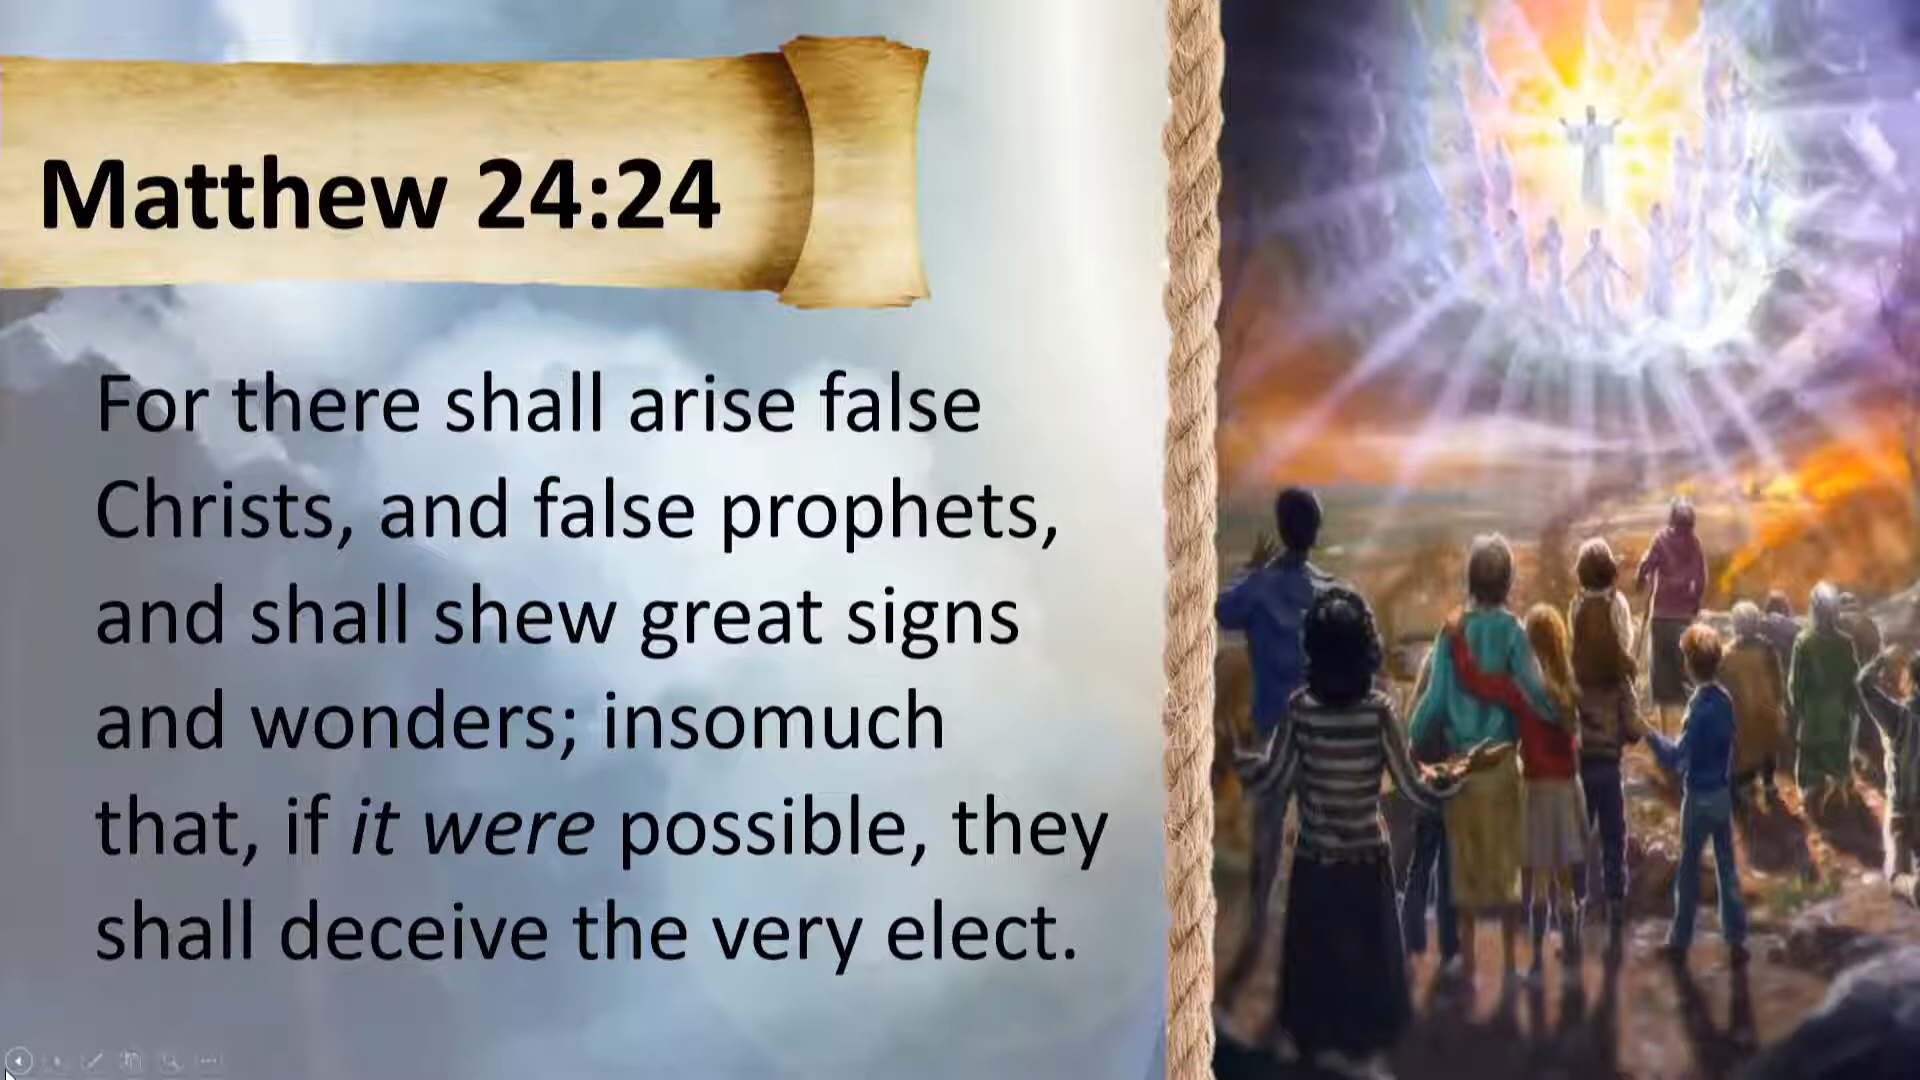 Matthew 24:24
For there shall arise false
Christs, and false prophets,
and shall shew great signs
and wonders; insomuch
that, if it were possible, they
shall deceive the very elect.